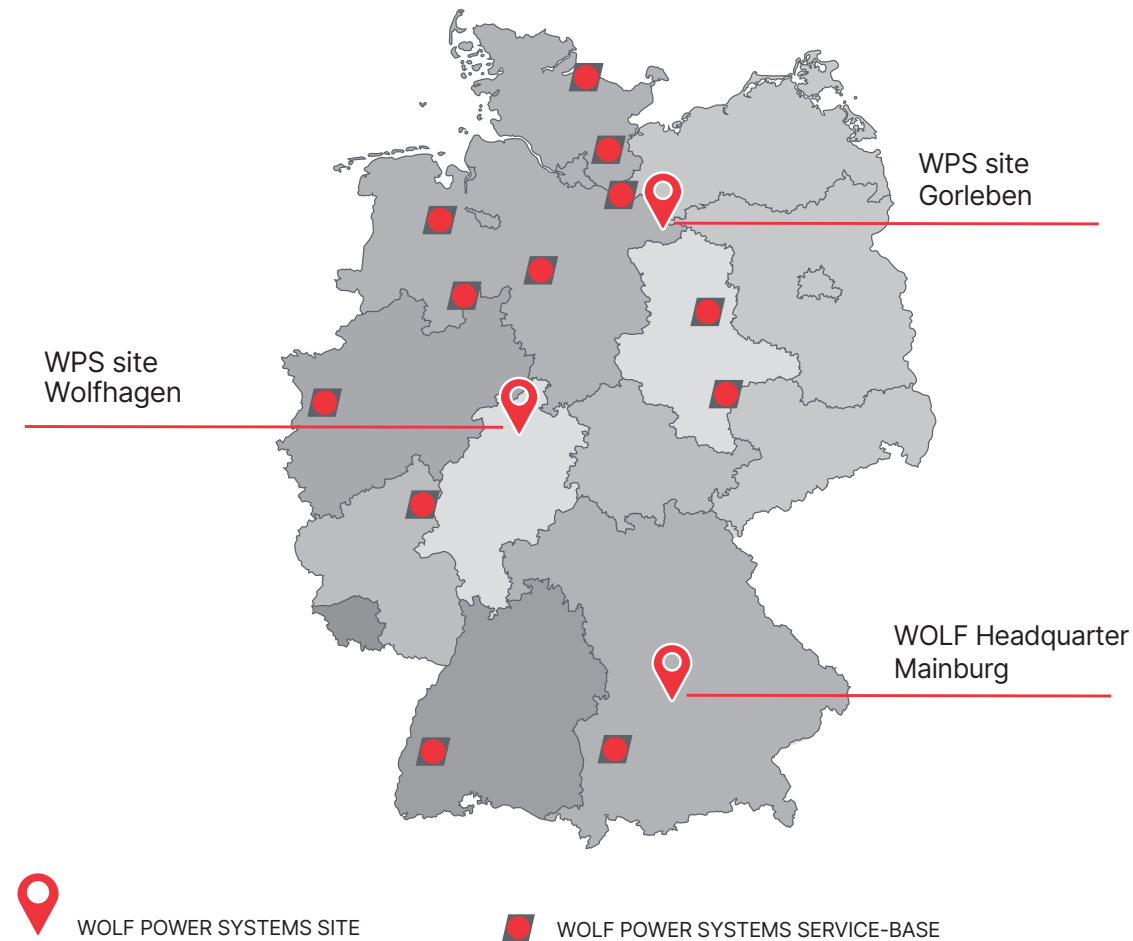 WPS site
Gorleben
WPS site
Wolfhagen
WOLF Headquarter
Mainburg
WOLF POWER SYSTEMS SITE
WOLF POWER SYSTEMS SERVICE-BASE